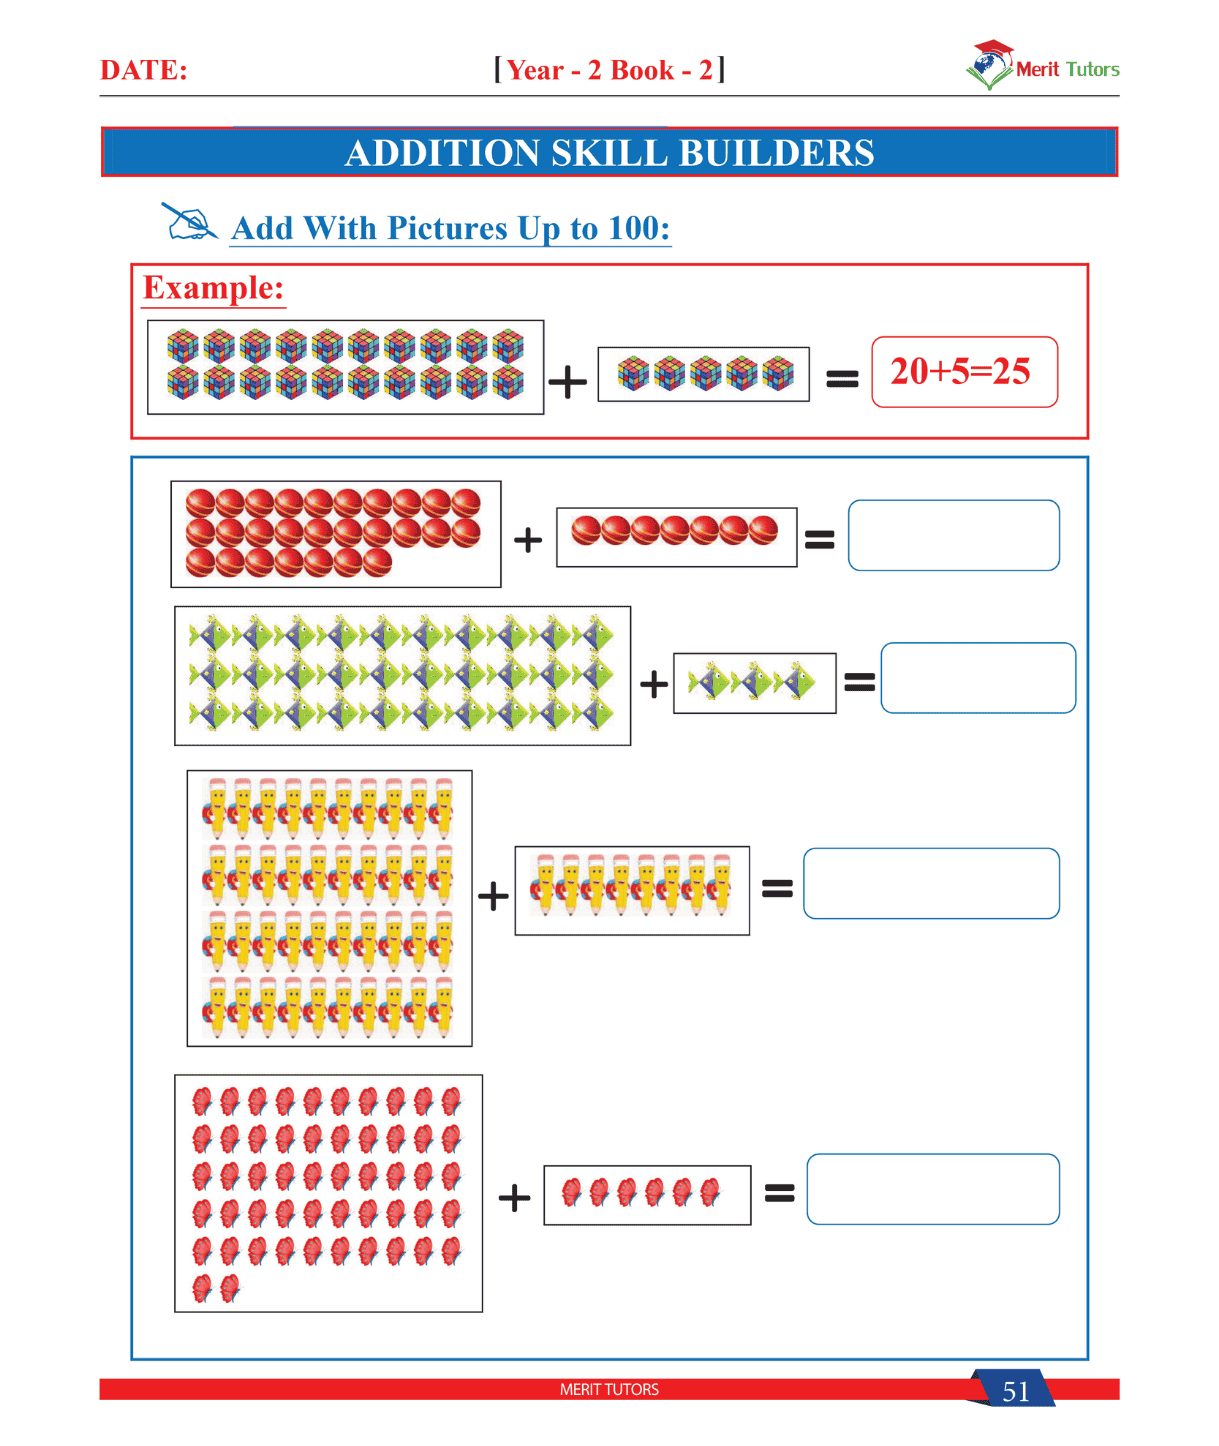 DATE:
[Year - 2 Book - 2]
Merit Tutors
ADDITION SKILL BUILDERS
Add With Pictures Up to 100:
Example:
+ = 20+5=25
+ =
+ =
+ =
+ =
MERIT TUTORS
51